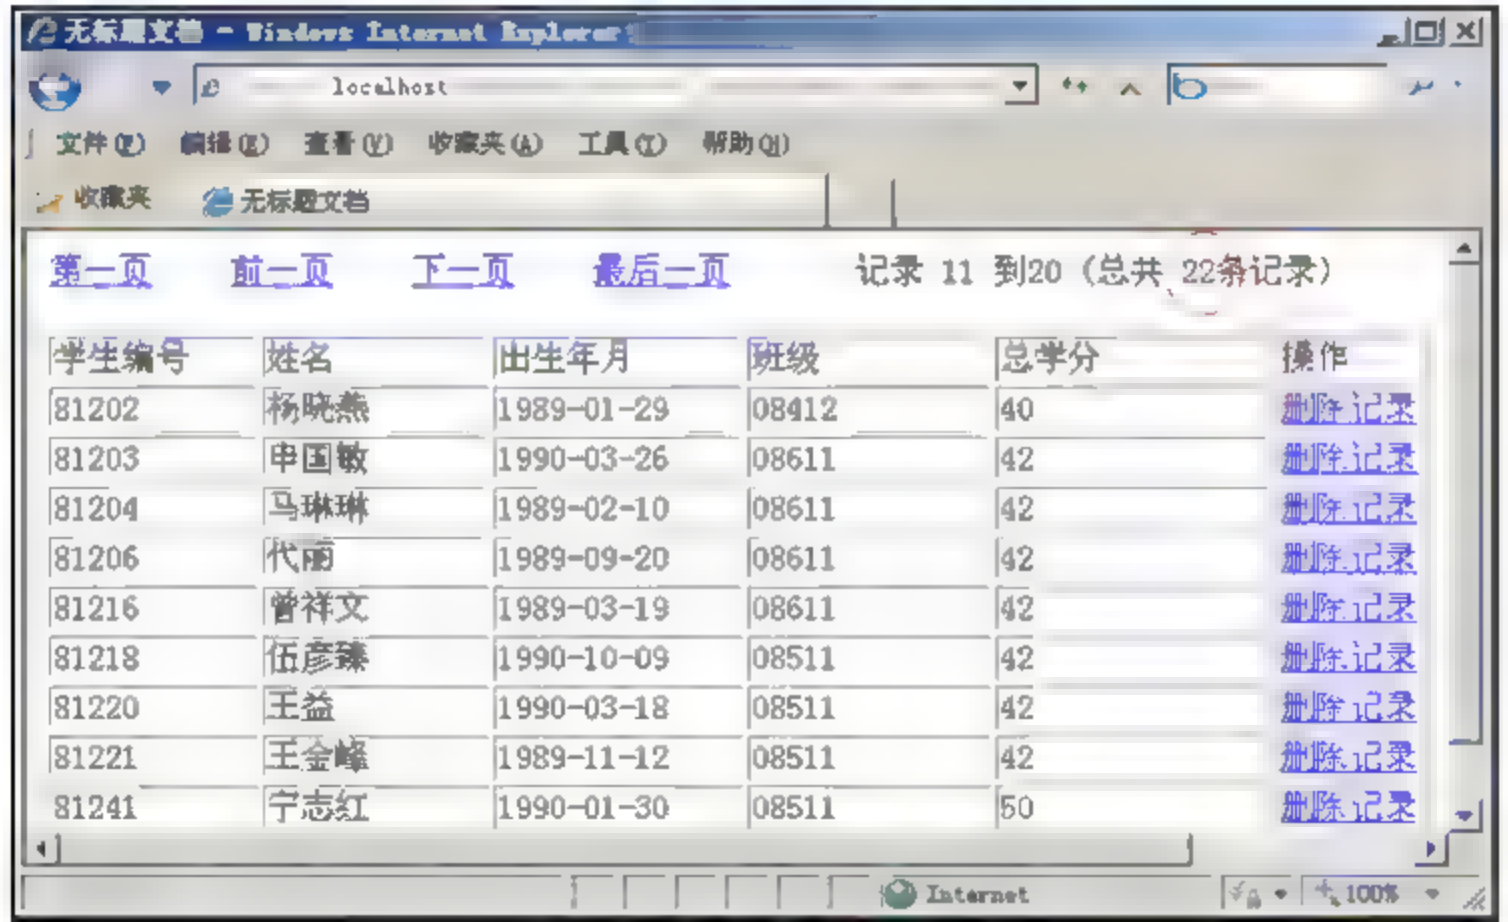 无标题文档 - Windows Internet Explorer
localhost
文件(F) 编辑(E) 查看(V) 收藏夹(A) 工具(T) 帮助(H)
收藏夹 无标题文档
第一页 前一页 下一页 最后一页 记录 11 到20 (总共 22条记录)
学生编号 姓名 出生年月 班级 总学分 操作
81202 杨晓燕 1989-01-29 08412 40 删除记录
81203 申国敏 1990-03-26 08611 42 删除记录
81204 马琳琳 1989-02-10 08611 42 删除记录
81206 代丽 1989-09-20 08611 42 删除记录
81216 曾祥文 1989-03-19 08611 42 删除记录
81218 伍彦臻 1990-10-09 08511 42 删除记录
81220 王益 1990-03-18 08511 42 删除记录
81221 王金峰 1989-11-12 08511 42 删除记录
81241 宁志红 1990-01-30 08511 50 删除记录
Internet 100%